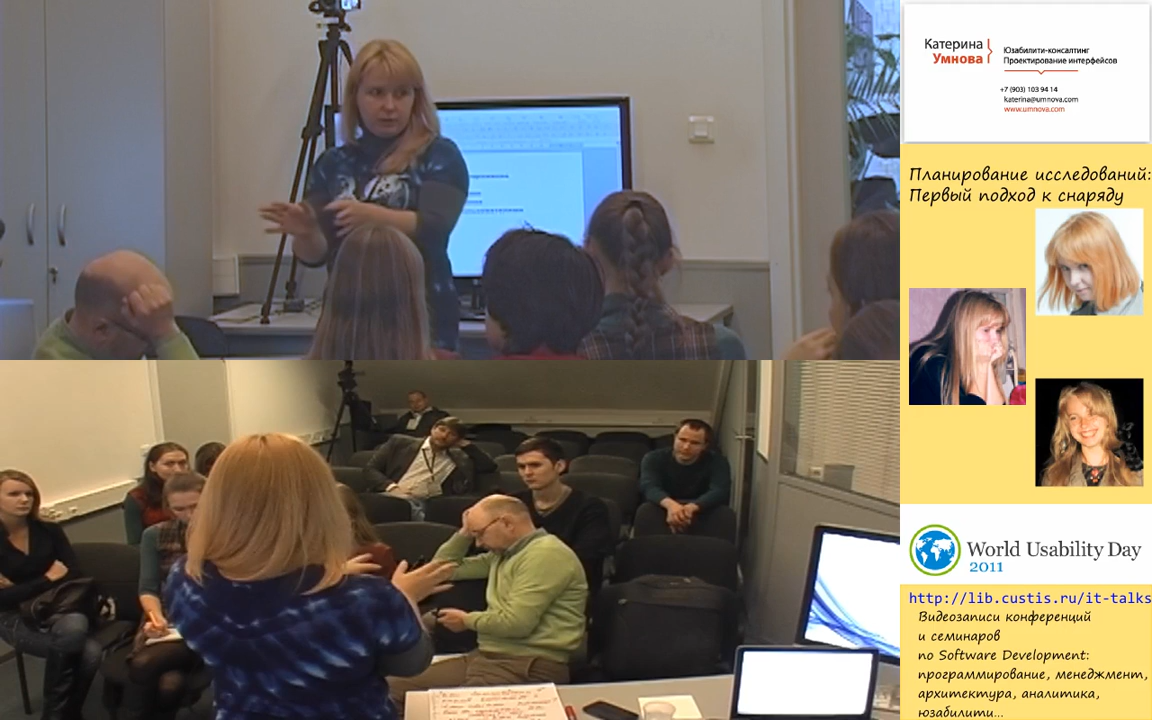 Катерина
Умнова
Юзабилити-консалтинг
Проектирование интерфейсов
+7 (903) 103 94 14
katerina@umnova.com
www.umnova.com
Планирование исследований:
Первый подход к снаряду
World Usability Day
2011
http://lib.custis.ru/it-talks
Видеозаписи конференций
и семинаров
по Software Development:
программирование, менеджмент,
архитектура, аналитика,
юзабилити...